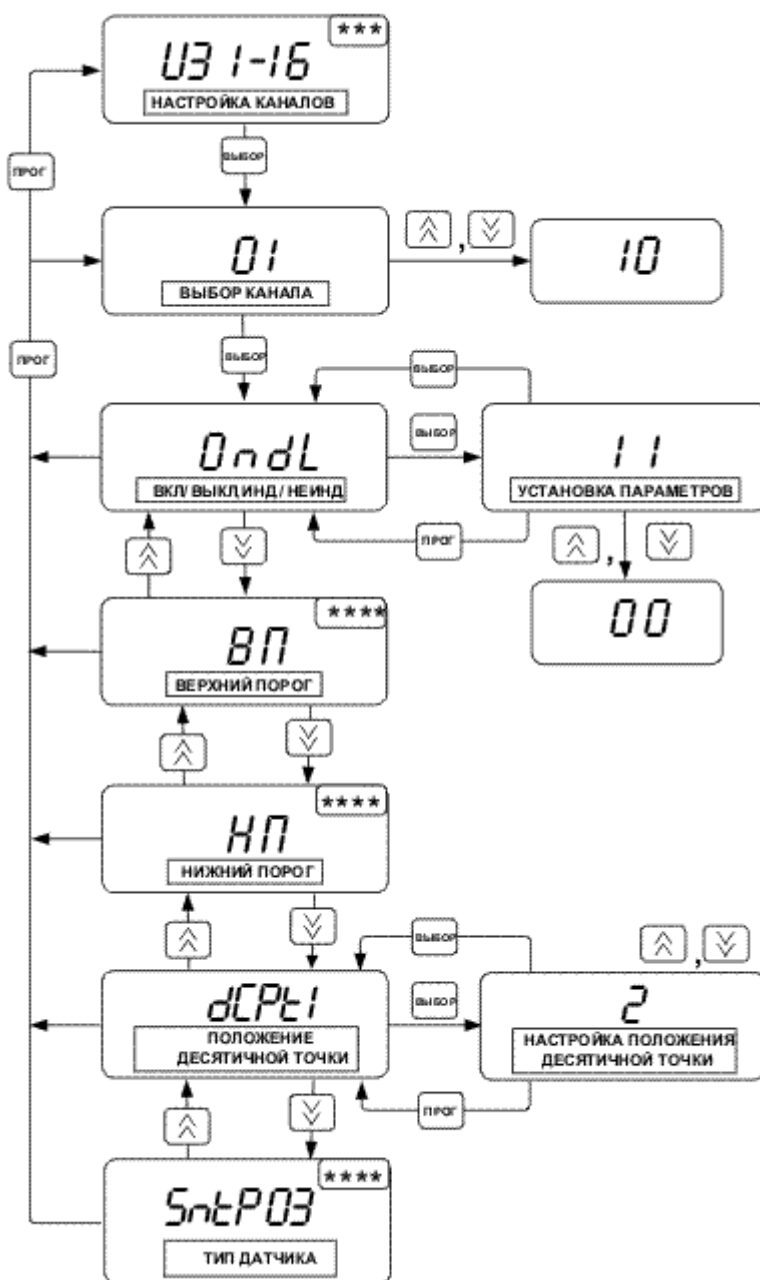 ***
U31-16
НАСТРОЙКА КАНАЛОВ
ПРОГ
ВЫБОР
01
ВЫБОР КАНАЛА
,
10
ПРОГ
ВЫБОР
ВЫБОР
OndL
ВКЛ/ ВЫКЛ,ИНД / НЕИНД
ВЫБОР
11
УСТАНОВКА ПАРАМЕТРОВ
ПРОГ
,
00
****
ВП
ВЕРХНИЙ ПОРОГ
****
НП
НИЖНИЙ ПОРОГ
ВЫБОР
,
dCPt1
ПОЛОЖЕНИЕ
ДЕСЯТИЧНОЙ ТОЧКИ
ВЫБОР
2
НАСТРОЙКА ПОЛОЖЕНИЯ
ДЕСЯТИЧНОЙ ТОЧКИ
ПРОГ
****
SntP03
ТИП ДАТЧИКА